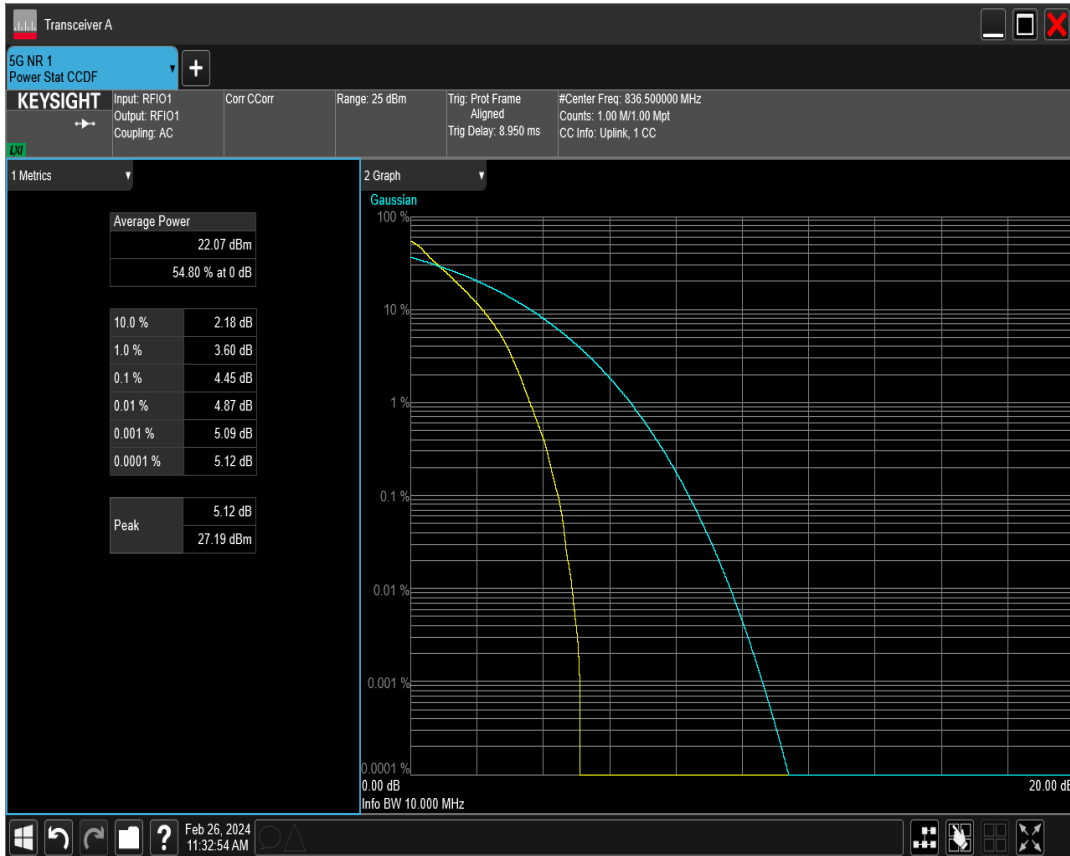 Transceiver A
5G NR 1
Power Stat CCDF
KEYSIGHT
LXI
Input: RFIO1
Output: RFIO1
Coupling: AC
Corr CCorr
Range: 25 dBm
Trig: Prot Frame
Aligned
Trig Delay: 8.950 ms
#Center Freq: 836.500000 MHz
Counts: 1.00 M/1.00 Mpt
CC Info: Uplink, 1 CC
1 Metrics
Average Power
22.07 dBm
54.80 % at 0 dB
10.0 % 2.18 dB
1.0 % 3.60 dB
0.1 % 4.45 dB
0.01 % 4.87 dB
0.001 % 5.09 dB
0.0001 % 5.12 dB
Peak 5.12 dB
27.19 dBm
2 Graph
Gaussian
100 %
10 %
1 %
0.1 %
0.01 %
0.001 %
0.0001 %
0.00 dB 20.00 dB
Info BW 10.000 MHz
?
Feb 26, 2024
11:32:54 AM